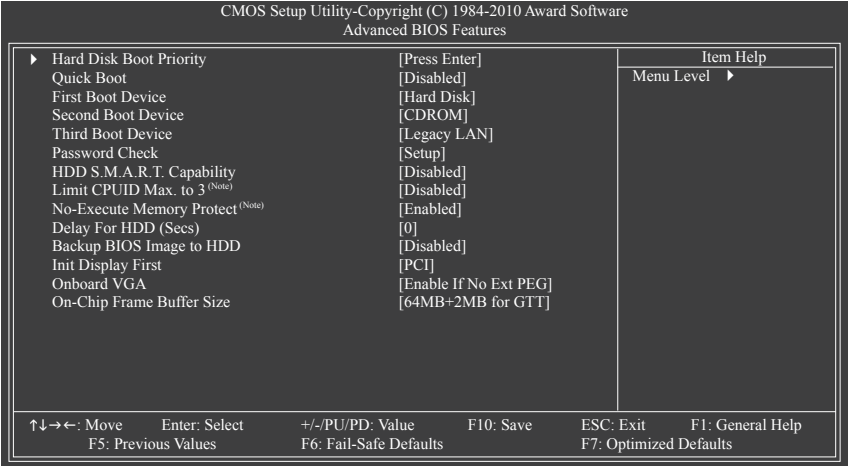 CMOS Setup Utility-Copyright (C) 1984-2010 Award Software
Advanced BIOS Features
▶ Hard Disk Boot Priority [Press Enter] Item Help
Quick Boot [Disabled] Menu Level ▶
First Boot Device [Hard Disk]
Second Boot Device [CDROM]
Third Boot Device [Legacy LAN]
Password Check [Setup]
HDD S.M.A.R.T. Capability [Disabled]
Limit CPUID Max. to 3 (Note) [Disabled]
No-Execute Memory Protect (Note) [Enabled]
Delay For HDD (Secs) [0]
Backup BIOS Image to HDD [Disabled]
Init Display First [PCI]
Onboard VGA [Enable If No Ext PEG]
On-Chip Frame Buffer Size [64MB+2MB for GTT]
↑↓→←: Move Enter: Select +/-/PU/PD: Value F10: Save ESC: Exit F1: General Help
F5: Previous Values F6: Fail-Safe Defaults F7: Optimized Defaults